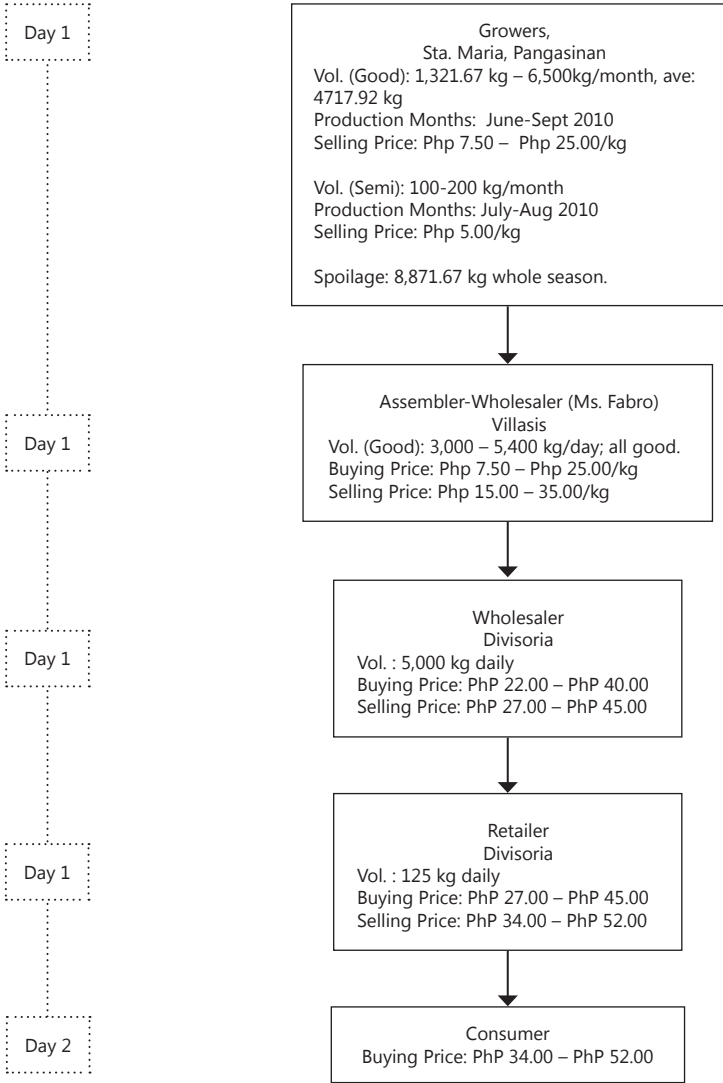 Day 1
Growers,
Sta. Maria, Pangasinan
Vol. (Good): 1,321.67 kg – 6,500kg/month, ave:
4717.92 kg
Production Months: June-Sept 2010
Selling Price: Php 7.50 – Php 25.00/kg
Vol. (Semi): 100-200 kg/month
Production Months: July-Aug 2010
Selling Price: Php 5.00/kg
Spoilage: 8,871.67 kg whole season.
Day 1
Assembler-Wholesaler (Ms. Fabro)
Villasis
Vol. (Good): 3,000 – 5,400 kg/day; all good.
Buying Price: Php 7.50 – Php 25.00/kg
Selling Price: Php 15.00 – 35.00/kg
Day 1
Wholesaler
Divisoria
Vol. : 5,000 kg daily
Buying Price: PhP 22.00 – PhP 40.00
Selling Price: PhP 27.00 – PhP 45.00
Day 1
Retailer
Divisoria
Vol. : 125 kg daily
Buying Price: PhP 27.00 – PhP 45.00
Selling Price: PhP 34.00 – PhP 52.00
Day 2
Consumer
Buying Price: PhP 34.00 – PhP 52.00